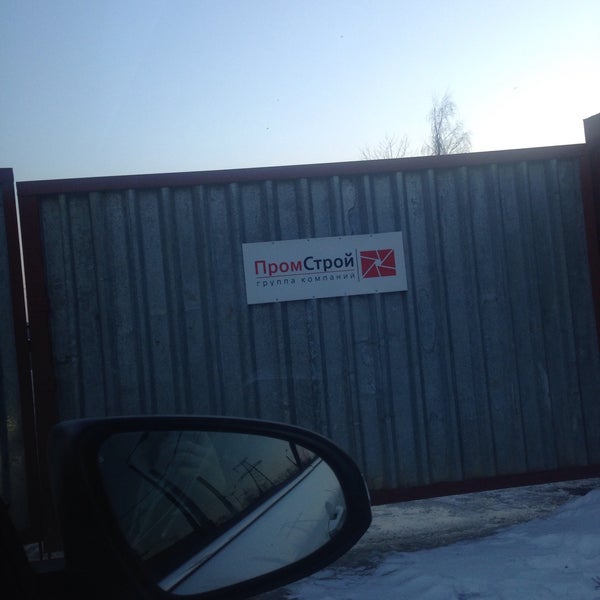 ПромСтрой
группа компаний